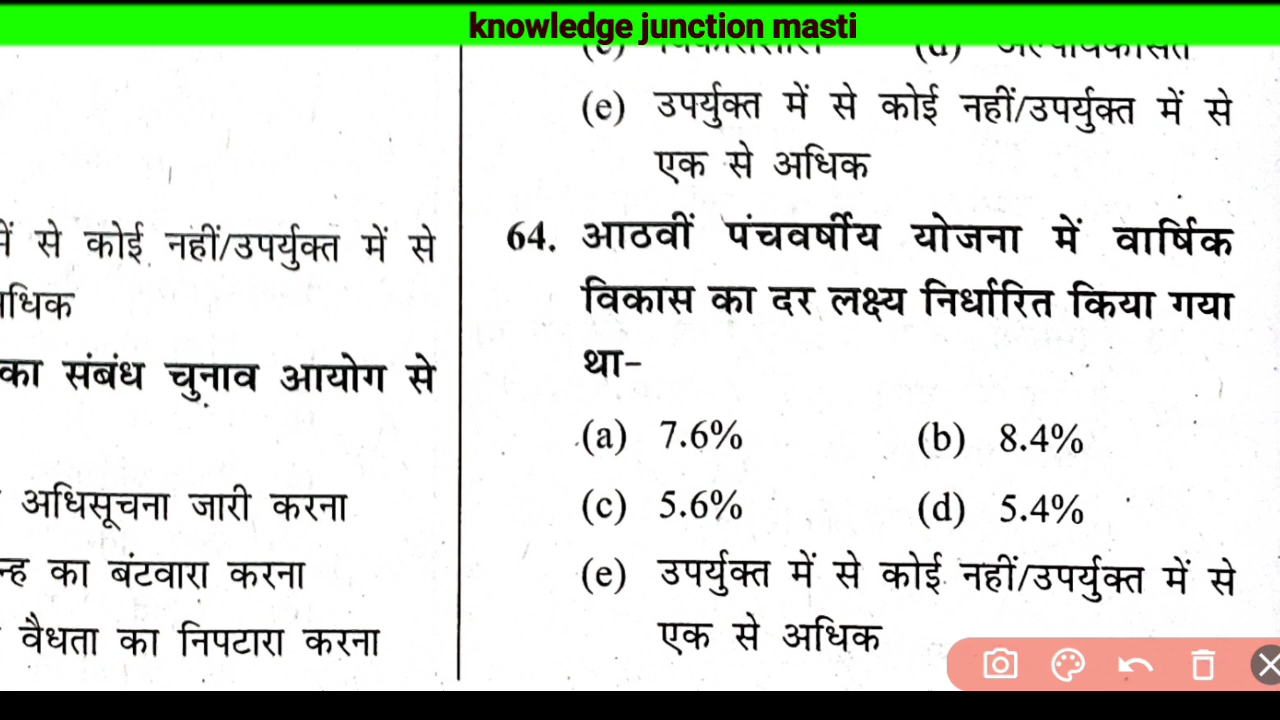 knowledge junction masti
(e) उपर्युक्त में से कोई नहीं/उपर्युक्त में से
एक से अधिक
में से कोई नहीं/उपर्युक्त में से
धिक
का संबंध चुनाव आयोग से
अधिसूचना जारी करना
न्ह का बंटवारा करना
वैधता का निपटारा करना
64. आठवीं पंचवर्षीय योजना में वार्षिक
विकास का दर लक्ष्य निर्धारित किया गया
था-
(a) 7.6% (b) 8.4%
(c) 5.6% (d) 5.4%
(e) उपर्युक्त में से कोई नहीं/उपर्युक्त में से
एक से अधिक